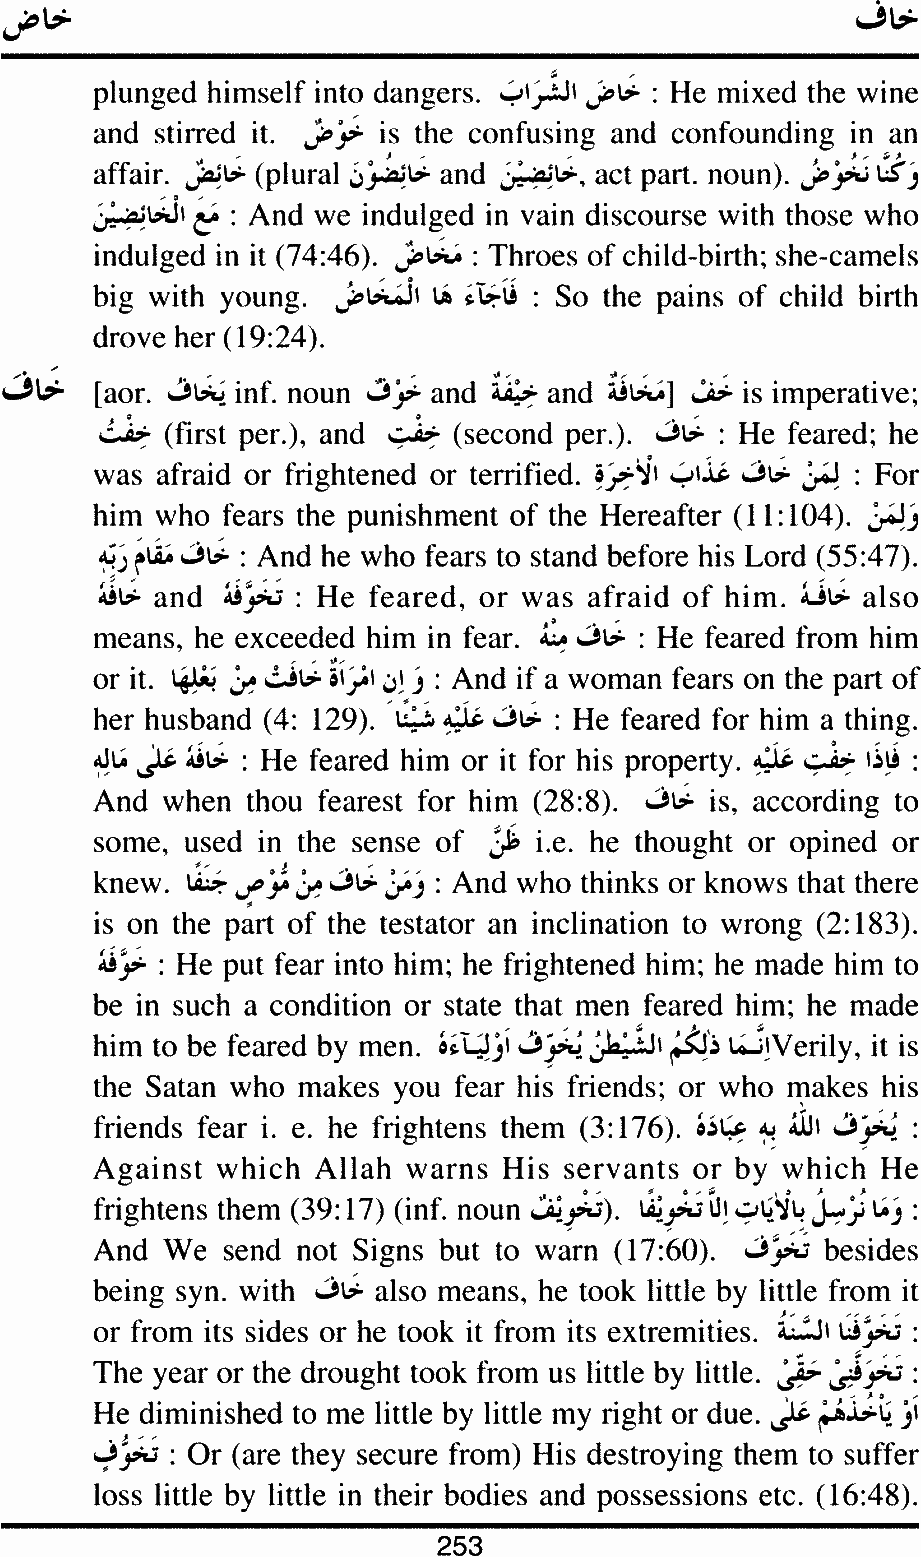 خاض خاف
plunged himself into dangers. خَاضَ الشَّرَابَ : He mixed the wine
and stirred it. خَوْضٌ is the confusing and confounding in an
affair. خَائِضٌ (plural خَائِضُوْنَ and خَائِضِيْنَ, act part. noun). وَكُنَّا نَخُوْضُ
مَعَ الْخَائِضِيْنَ : And we indulged in vain discourse with those who
indulged in it (74:46). مَخَاضٌ : Throes of child-birth; she-camels
big with young. فَاَجَآءَ هَا الْمَخَاضُ : So the pains of child birth
drove her (19:24).
خَافَ [aor. يَخَافُ inf. noun خَوْفٌ and خِيْفَةٌ and مَخَافَةٌ] خَفْ is imperative;
خِفْتُ (first per.), and خِفْتَ (second per.). خَافَ : He feared; he
was afraid or frightened or terrified. لِمَنْ خَافَ عَذَابَ الْاٰخِرَةِ : For
him who fears the punishment of the Hereafter (11:104). وَلِمَنْ
خَافَ مَقَامَ رَبِّهٖ : And he who fears to stand before his Lord (55:47).
خَافَهُ and تَخَوَّفَهُ : He feared, or was afraid of him. خَافَهُ also
means, he exceeded him in fear. خَافَ مِنْهُ : He feared from him
or it. وَ اِنِ امْرَاَةٌ خَافَتْ مِنْ بَعْلِهَا : And if a woman fears on the part of
her husband (4: 129). خَافَ عَلَيْهِ شَيْئًا : He feared for him a thing.
خَافَهُ عَلٰى مَالِهٖ : He feared him or it for his property. فَاِذَا خِفْتِ عَلَيْهِ :
And when thou fearest for him (28:8). خَافَ is, according to
some, used in the sense of ظَنَّ i.e. he thought or opined or
knew. وَمَنْ خَافَ مِنْ مُّوْصٍ جَنَفًا : And who thinks or knows that there
is on the part of the testator an inclination to wrong (2:183).
خَوَّفَهُ : He put fear into him; he frightened him; he made him to
be in such a condition or state that men feared him; he made
him to be feared by men. اِنَّمَا ذٰلِكُمُ الشَّيْطٰنُ يُخَوِّفُ اَوْلِيَآءَهُ Verily, it is
the Satan who makes you fear his friends; or who makes his
friends fear i. e. he frightens them (3:176). يُخَوِّفُ اللّٰهُ بِهٖ عِبَادَهُ :
Against which Allah warns His servants or by which He
frightens them (39:17) (inf. noun تَخْوِيْفٌ). وَمَا نُرْسِلُ بِالْاٰيَاتِ اِلَّا تَخْوِيْفًا :
And We send not Signs but to warn (17:60). تَخَوَّفَ besides
being syn. with خَافَ also means, he took little by little from it
or from its sides or he took it from its extremities. تَخَوَّفَنَا السَّنَةُ :
The year or the drought took from us little by little. تَخَوَّفَنِىْ حَقِّىْ :
He diminished to me little by little my right or due. اَوْ يَاْخُذَهُمْ عَلٰى
تَخَوُّفٍ : Or (are they secure from) His destroying them to suffer
loss little by little in their bodies and possessions etc. (16:48).
253